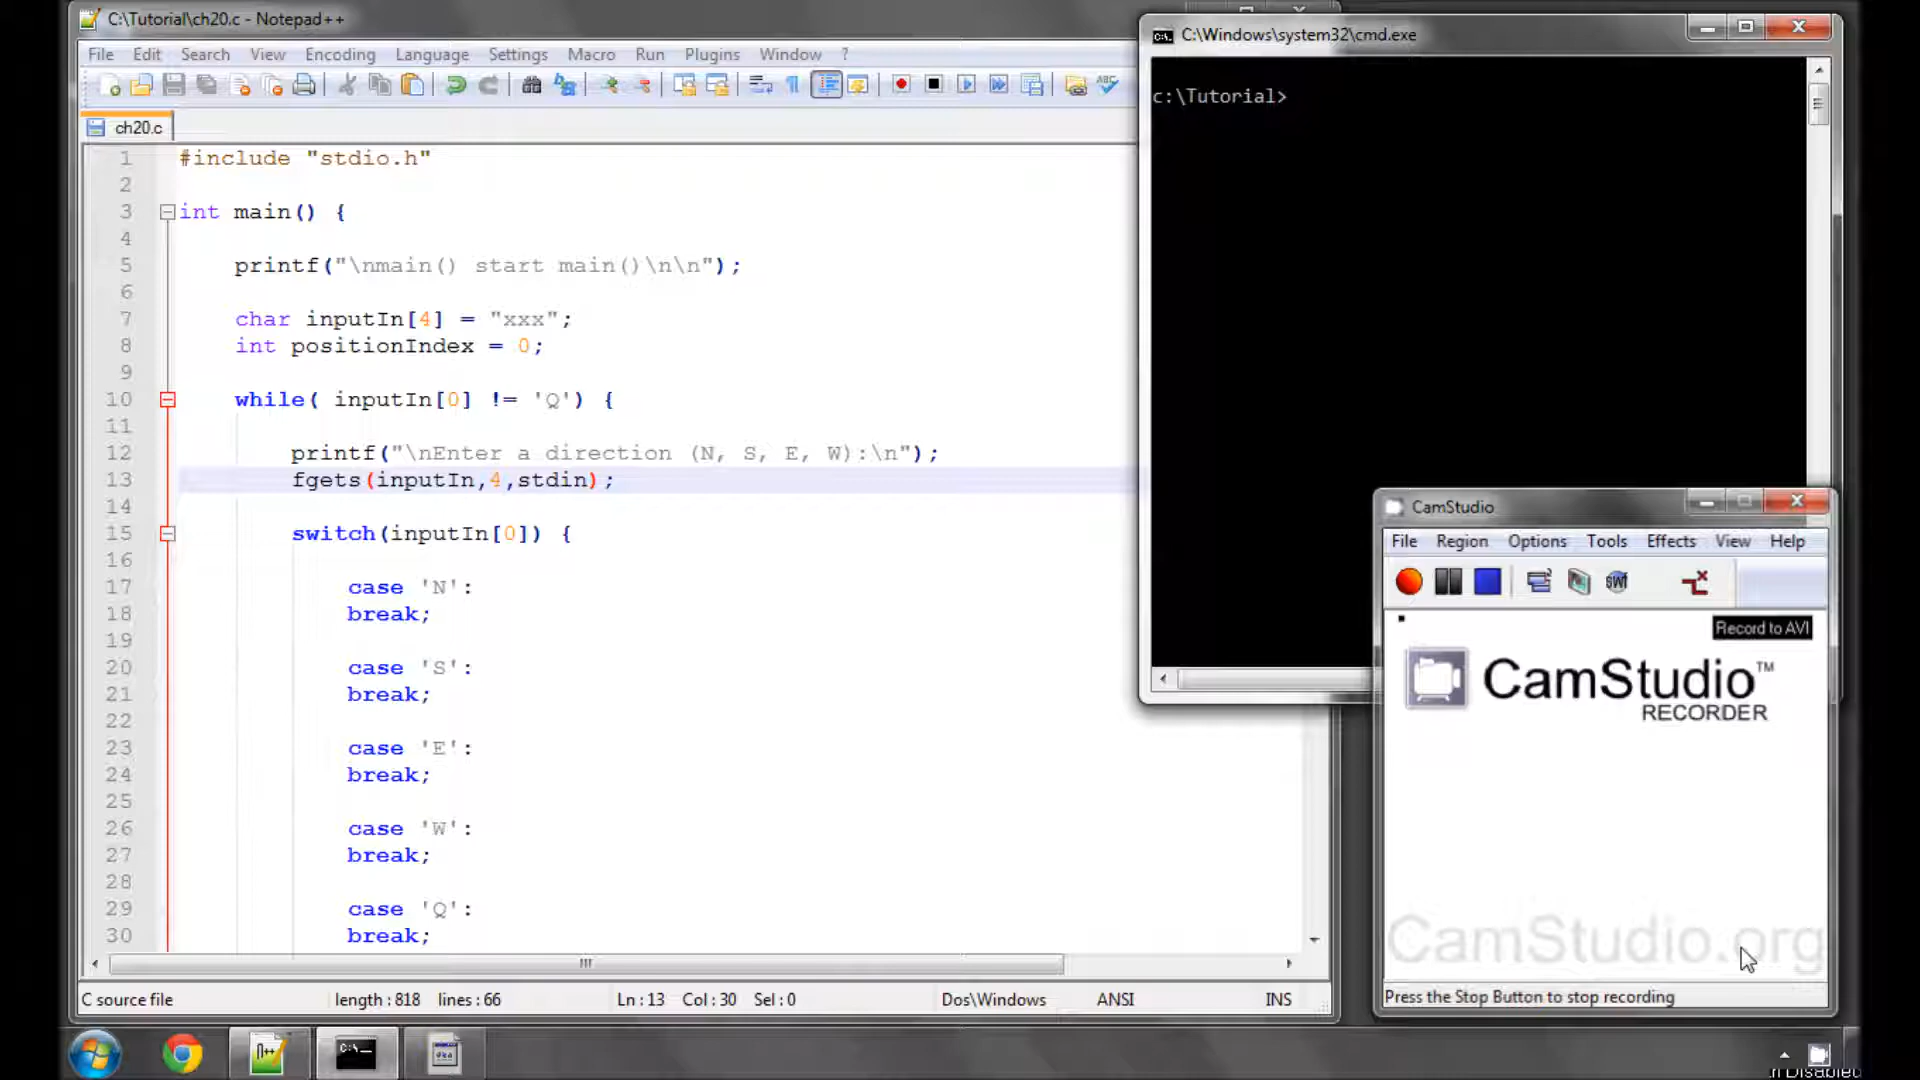 C:\Tutorial\ch20.c - Notepad++
File Edit Search View Encoding Language Settings Macro Run Plugins Window ?
ch20.c
1 #include "stdio.h"
2
3 int main() {
4
5 printf("\nmain() start main()\n\n");
6
7 char inputIn[4] = "xxx";
8 int positionIndex = 0;
9
10 while( inputIn[0] != 'Q') {
11
12 printf("\nEnter a direction (N, S, E, W):\n");
13 fgets(inputIn,4,stdin);
14
15 switch(inputIn[0]) {
16
17 case 'N':
18 break;
19
20 case 'S':
21 break;
22
23 case 'E':
24 break;
25
26 case 'W':
27 break;
28
29 case 'Q':
30 break;
C source file length : 818 lines : 66 Ln : 13 Col : 30 Sel : 0 Dos\Windows ANSI INS
C:\Windows\system32\cmd.exe
c:\Tutorial>
CamStudio
File Region Options Tools Effects View Help
SWF
Record to AVI
CamStudio™
RECORDER
CamStudio.org
Press the Stop Button to stop recording